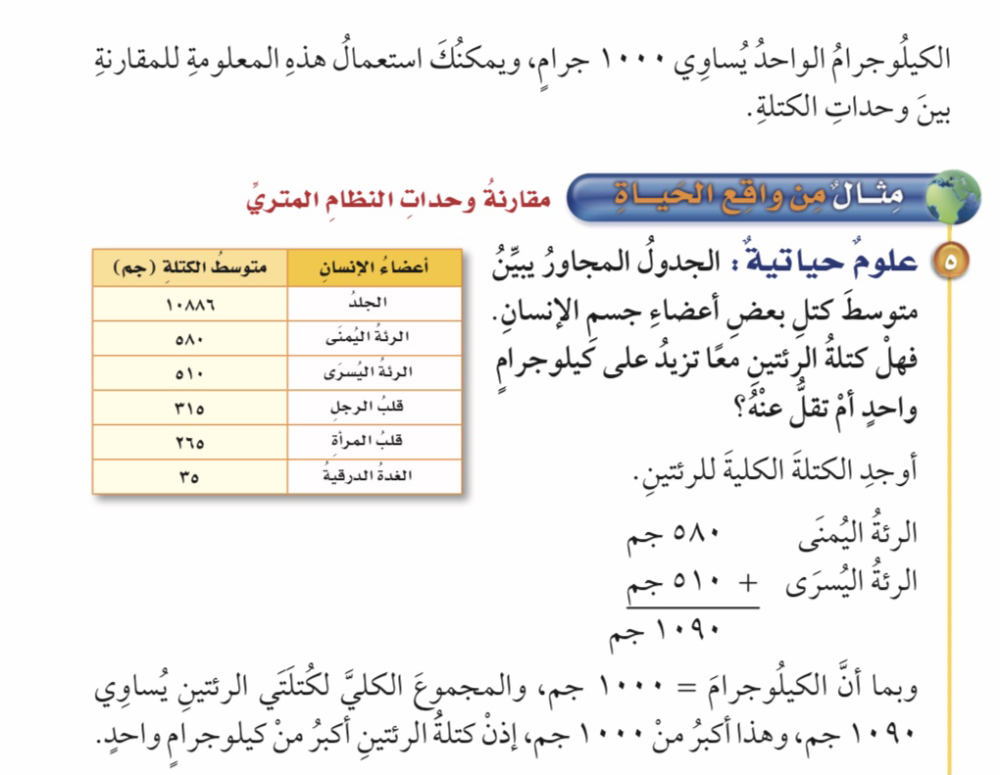 الكيلُوجرامُ الواحدُ يُساوِي ١٠٠٠ جرامٍ، ويمكنُكَ استعمالُ هذهِ المعلومةِ للمقارنةِ
بينَ وحداتِ الكتلةِ.
مِثـالٌ مِن واقِعِ الحَيـاةِ
مقارنةُ وحداتِ النظامِ المتريِّ
٥
علومٌ حياتيةٌ: الجدولُ المجاورُ يبيِّنُ
متوسطَ كتلِ بعضِ أعضاءِ جسمِ الإنسانِ.
فهلْ كتلةُ الرئتينِ معًا تزيدُ على كيلوجرامٍ
واحدٍ أمْ تقلُّ عنْهُ؟
أعضاءُ الإنسانِ متوسطُ الكتلةِ (جم)
الجلدُ ١٠٨٨٦
الرئةُ اليُمنَى ٥٨٠
الرئةُ اليُسرَى ٥١٠
قلبُ الرجلِ ٣١٥
قلبُ المرأةِ ٢٦٥
الغدةُ الدرقيةُ ٣٥
أوجدِ الكتلةَ الكليةَ للرئتينِ.
الرئةُ اليُمنَى ٥٨٠ جم
الرئةُ اليُسرَى + ٥١٠ جم
١٠٩٠ جم
وبما أنَّ الكيلُوجرامَ = ١٠٠٠ جم، والمجموعَ الكليَّ لكُتلَتَي الرئتينِ يُساوِي
١٠٩٠ جم، وهذا أكبرُ منْ ١٠٠٠ جم، إذنْ كتلةُ الرئتينِ أكبرُ منْ كيلوجرامٍ واحدٍ.